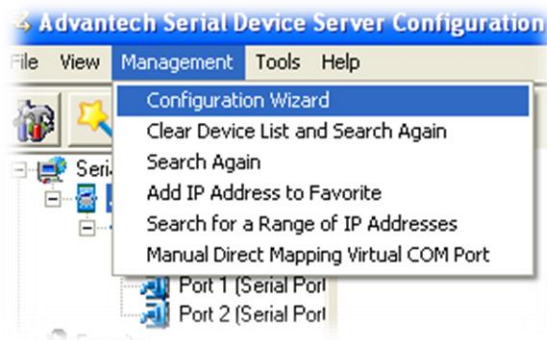 Advantech Serial Device Server Configuration
File View Management Tools Help
Configuration Wizard
Clear Device List and Search Again
Search Again
Add IP Address to Favorite
Search for a Range of IP Addresses
Manual Direct Mapping Virtual COM Port
Seri
Port 1 (Serial Port
Port 2 (Serial Port